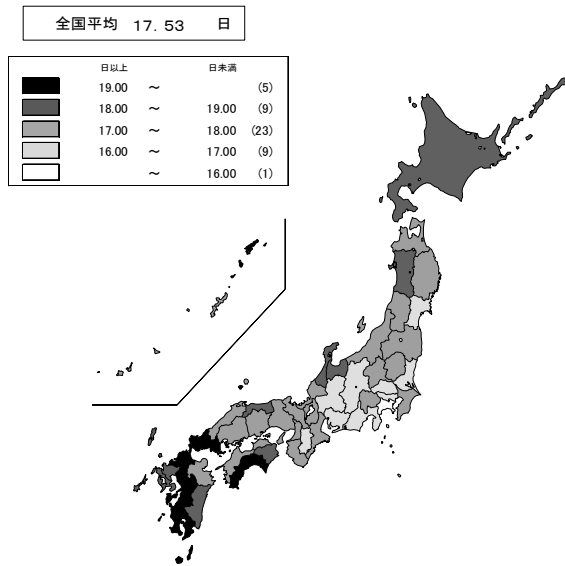 全国平均 17.53 日
日以上 日未満
19.00 ～ (5)
18.00 ～ 19.00 (9)
17.00 ～ 18.00 (23)
16.00 ～ 17.00 (9)
～ 16.00 (1)